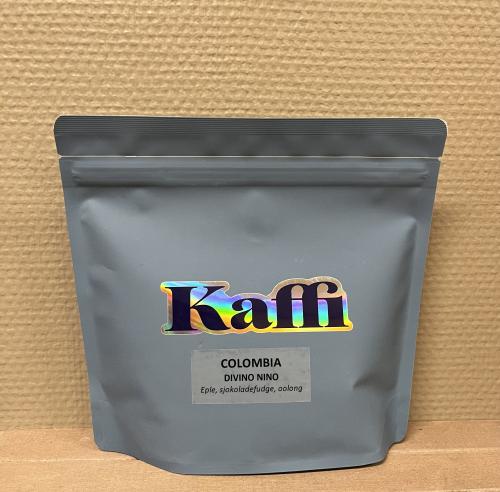 Kaffi
COLOMBIA
DIVINO NINO
Eple, sjokoladefudge, oolong